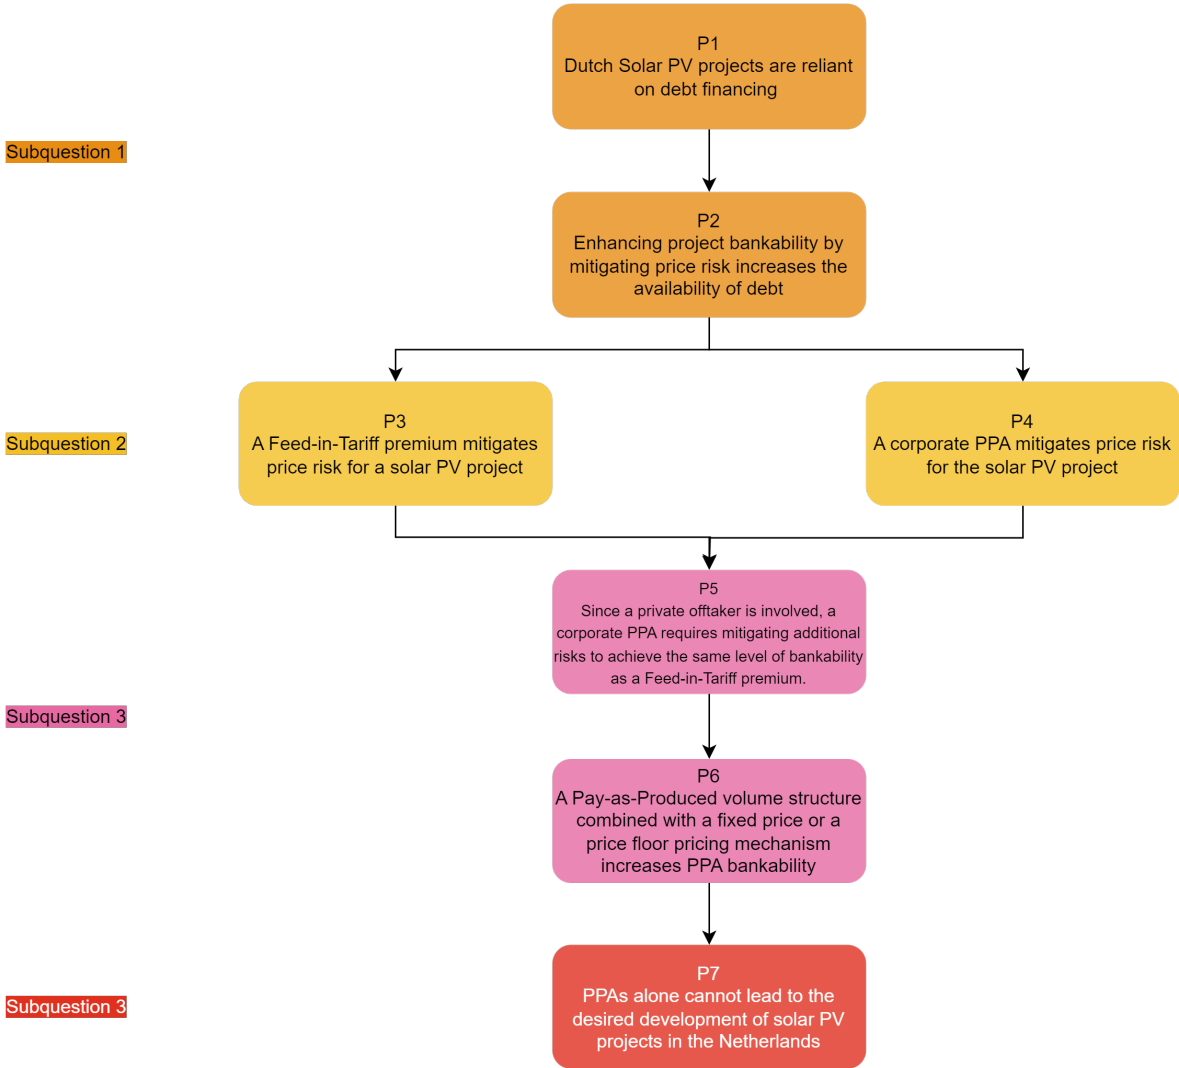 P1
Dutch Solar PV projects are reliant
on debt financing
Subquestion 1
P2
Enhancing project bankability by
mitigating price risk increases the
availability of debt
Subquestion 2
P3
A Feed-in-Tariff premium mitigates
price risk for a solar PV project
P4
A corporate PPA mitigates price risk
for the solar PV project
P5
Since a private offtaker is involved, a
corporate PPA requires mitigating additional
risks to achieve the same level of bankability
as a Feed-in-Tariff premium.
Subquestion 3
P6
A Pay-as-Produced volume structure
combined with a fixed price or a
price floor pricing mechanism
increases PPA bankability
Subquestion 3
P7
PPAs alone cannot lead to the
desired development of solar PV
projects in the Netherlands